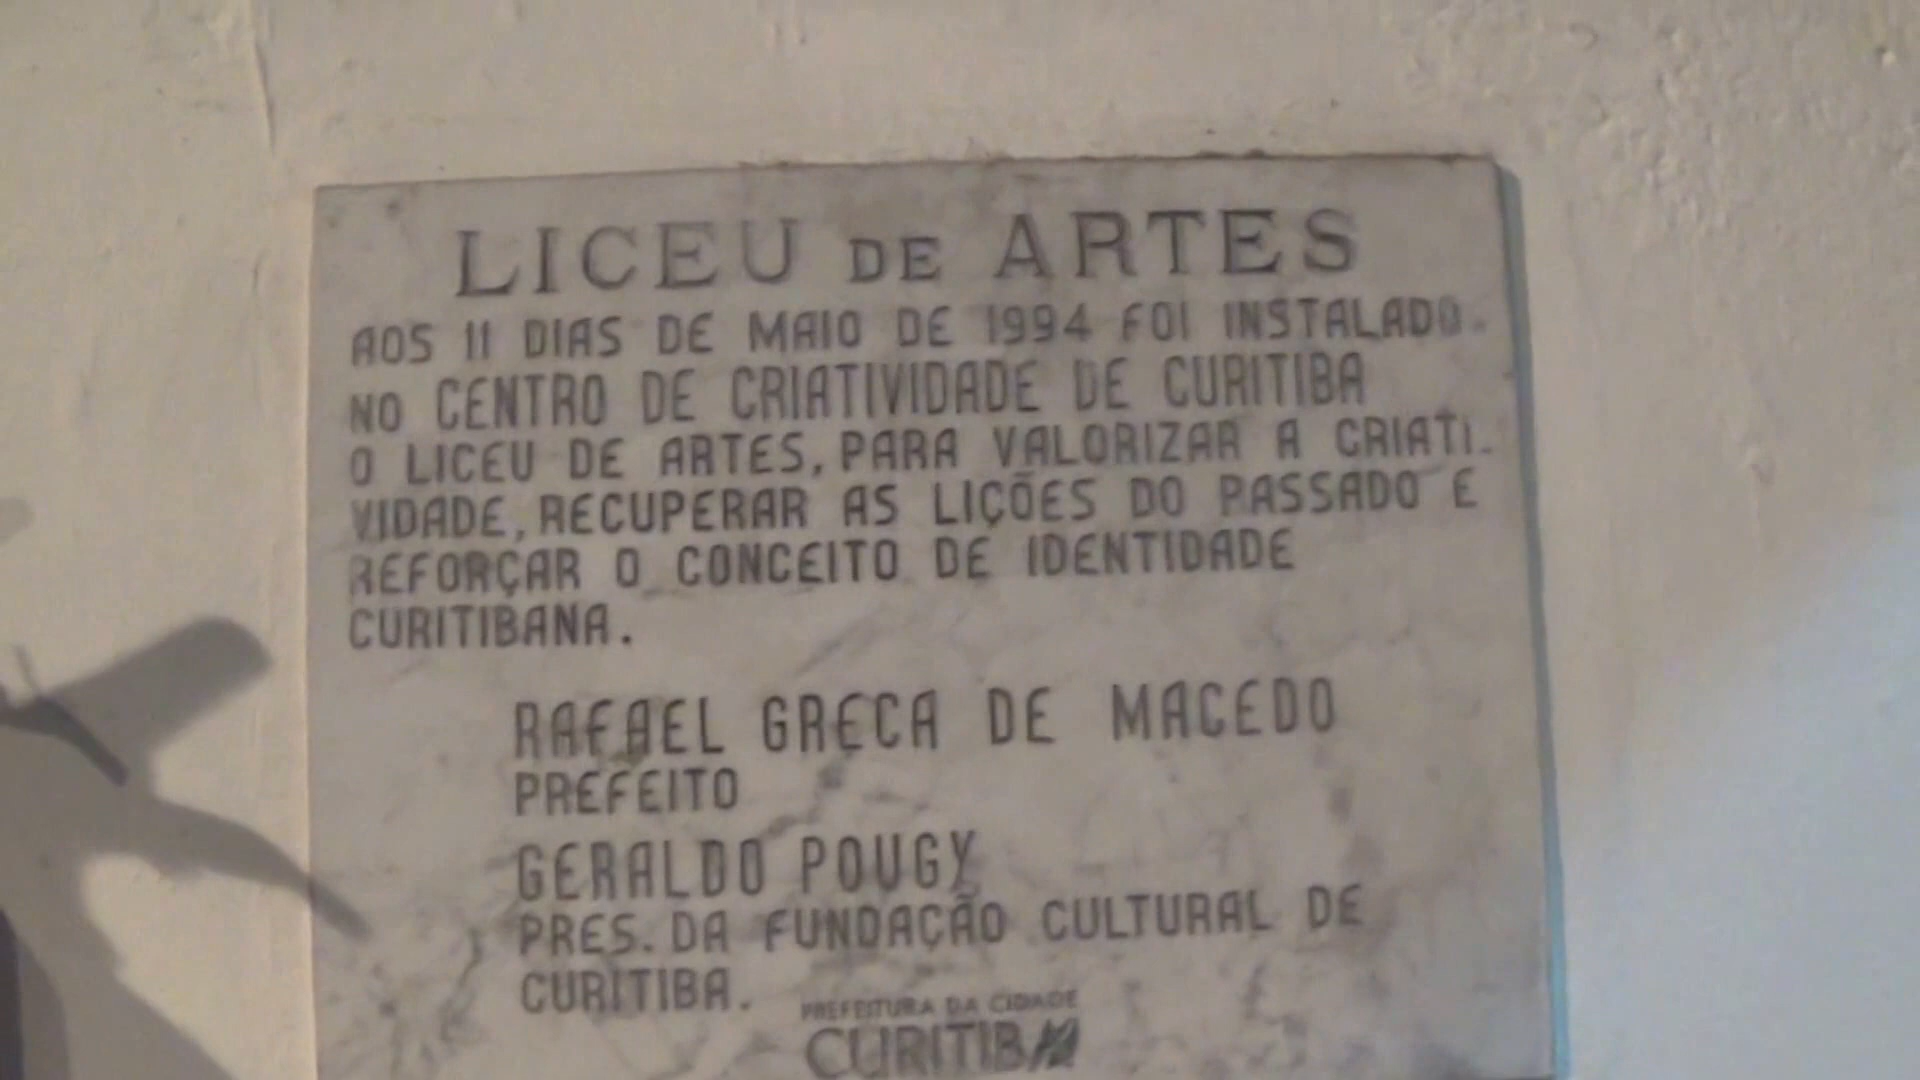 LICEU DE ARTES
AOS 11 DIAS DE MAIO DE 1994 FOI INSTALADO.
NO CENTRO DE CRIATIVIDADE DE CURITIBA
O LICEU DE ARTES, PARA VALORIZAR A CRIATI-
VIDADE, RECUPERAR AS LIÇÕES DO PASSADO E
REFORÇAR O CONCEITO DE IDENTIDADE
CURITIBANA.
RAFAEL GRECA DE MACEDO
PREFEITO
GERALDO POUGY
PRES. DA FUNDAÇÃO CULTURAL DE
CURITIBA.
PREFEITURA DA CIDADE
CURITIBA